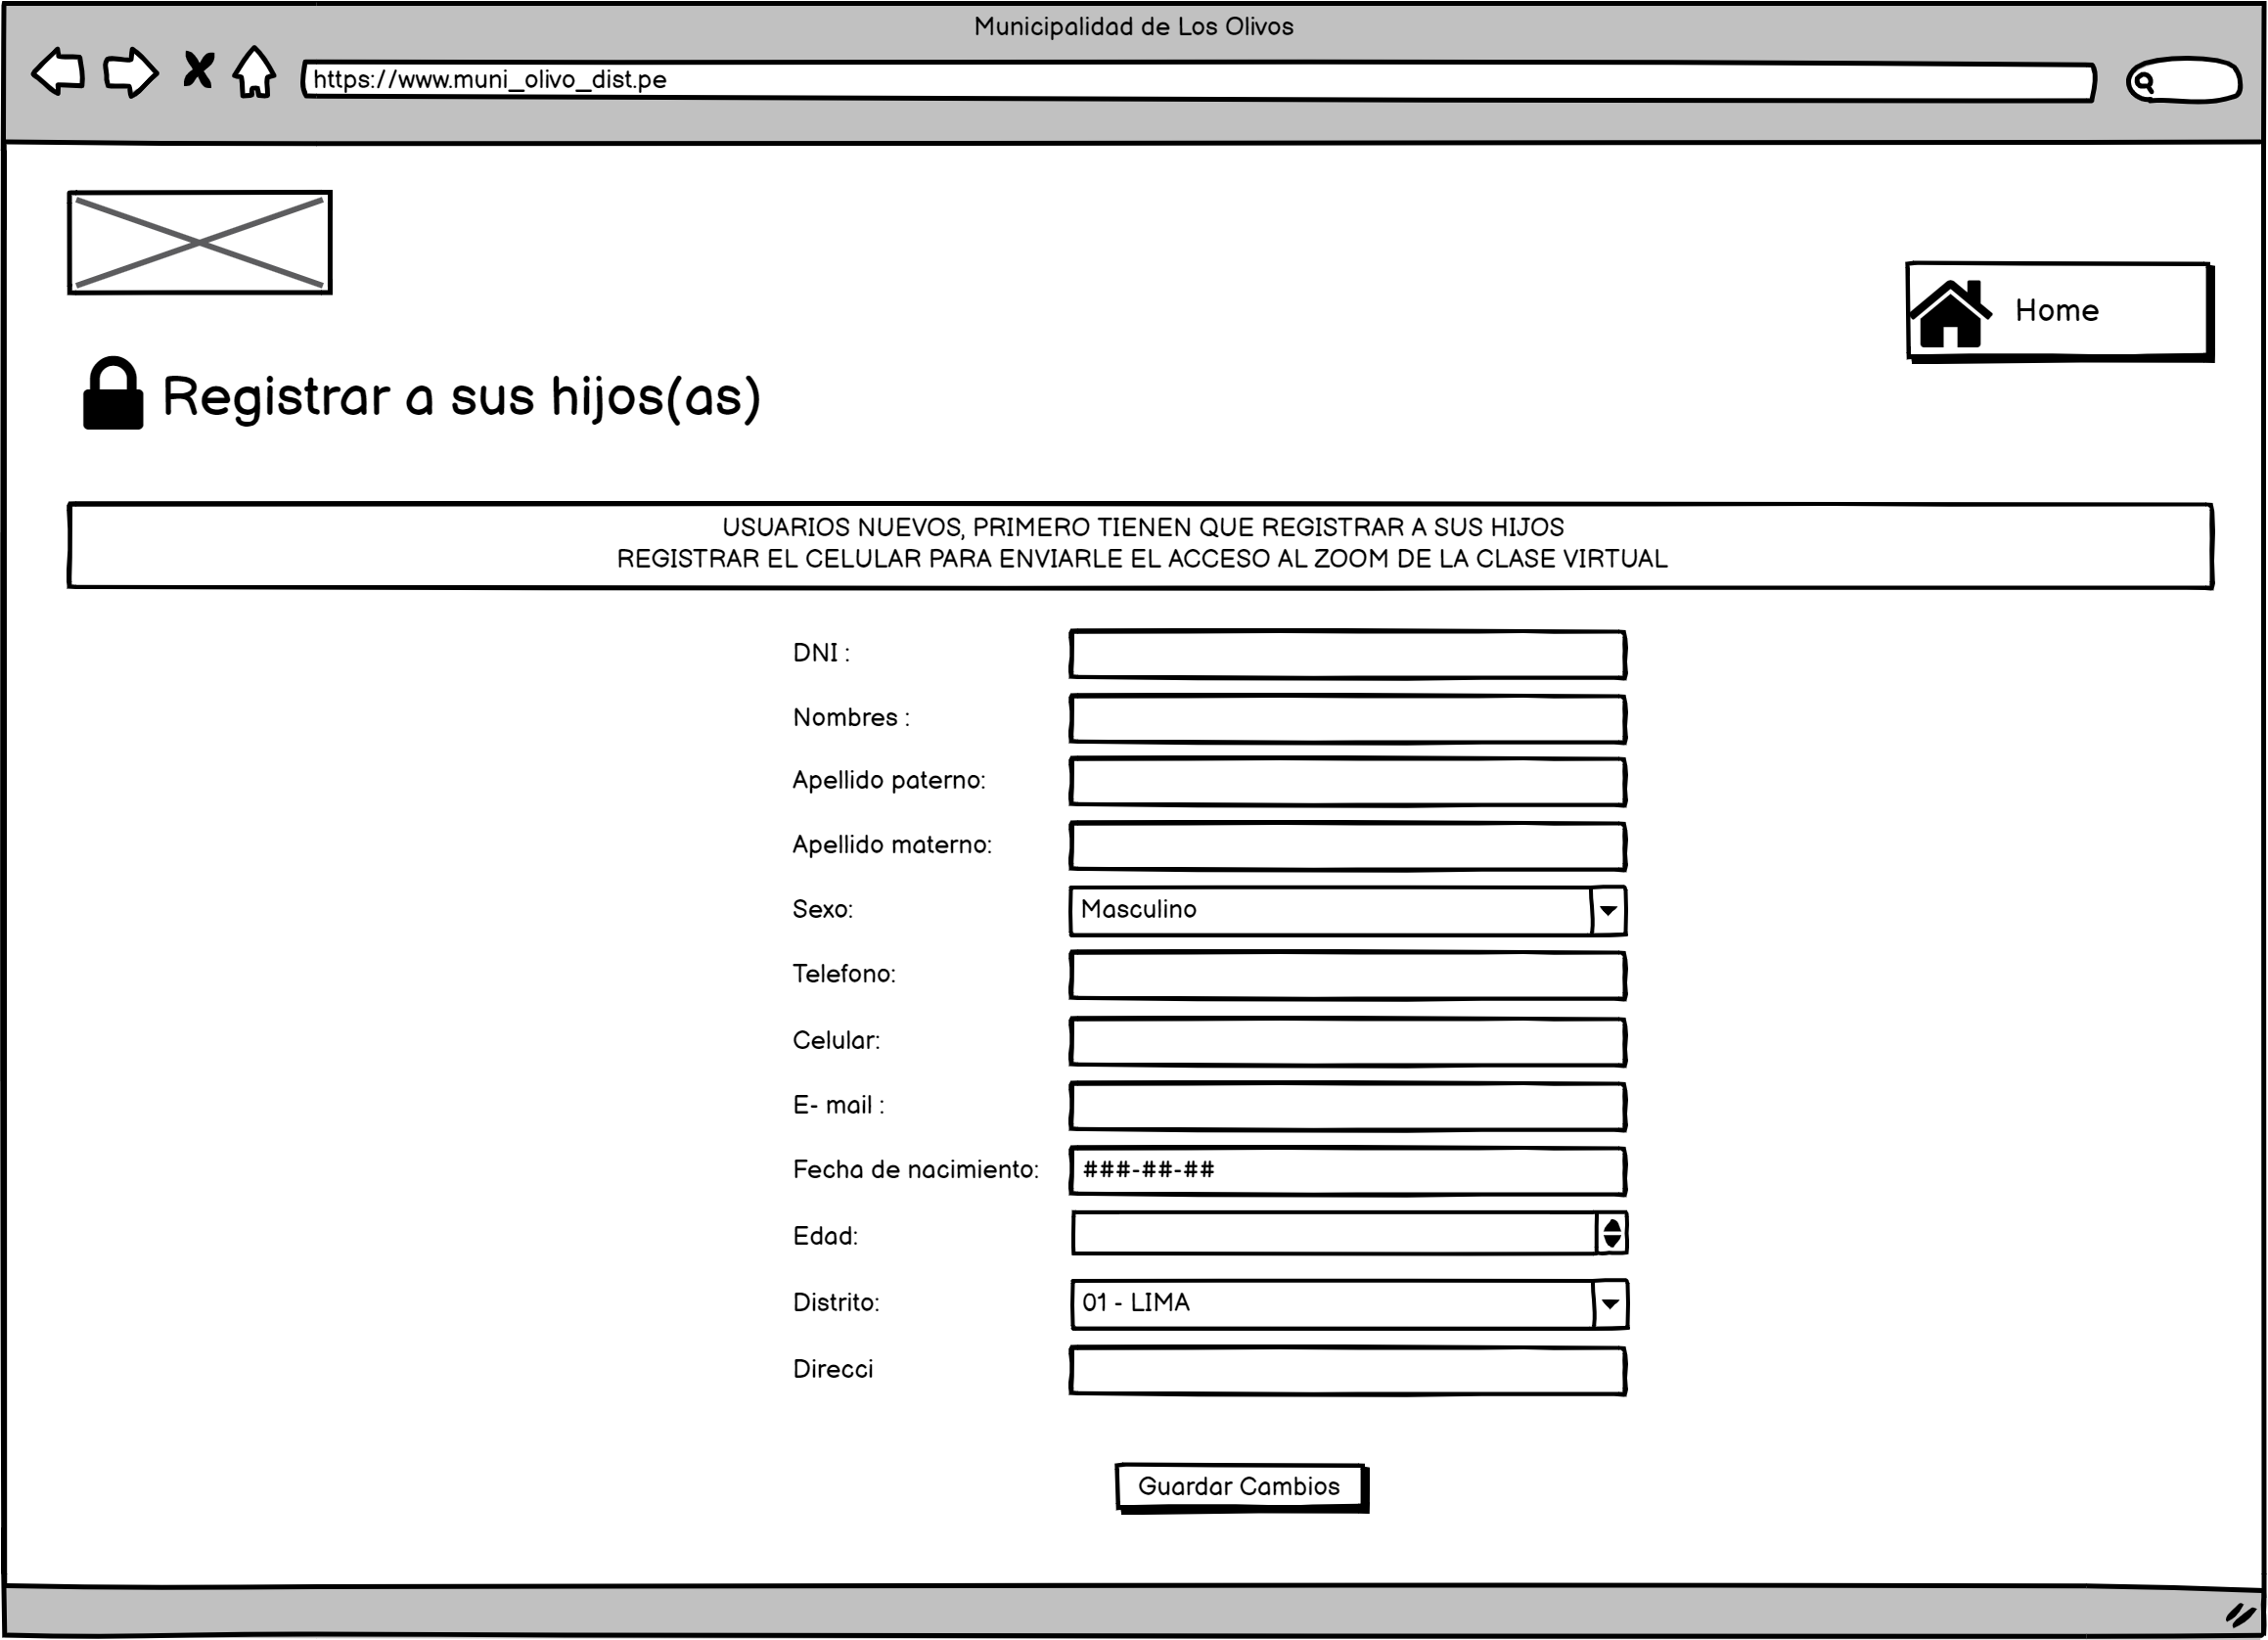 Municipalidad de Los Olivos
https://www.muni_olivo_dist.pe
Home
Registrar a sus hijos(as)
USUARIOS NUEVOS, PRIMERO TIENEN QUE REGISTRAR A SUS HIJOS
REGISTRAR EL CELULAR PARA ENVIARLE EL ACCESO AL ZOOM DE LA CLASE VIRTUAL
DNI :
Nombres :
Apellido paterno:
Apellido materno:
Sexo: Masculino
Telefono:
Celular:
E- mail :
Fecha de nacimiento: ###-##-##
Edad:
Distrito: 01 - LIMA
Direcci
Guardar Cambios